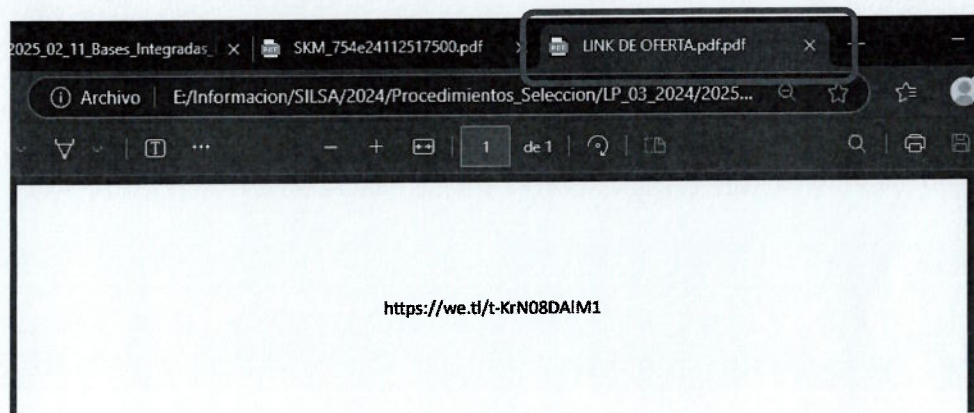 2025_02_11_Bases_Integradas_
SKM_754e24112517500.pdf
LINK DE OFERTA.pdf.pdf
Archivo
E:/Informacion/SILSA/2024/Procedimientos_Seleccion/LP_03_2024/2025...
1 de 1
https://we.tl/t-KrN08DAlM1